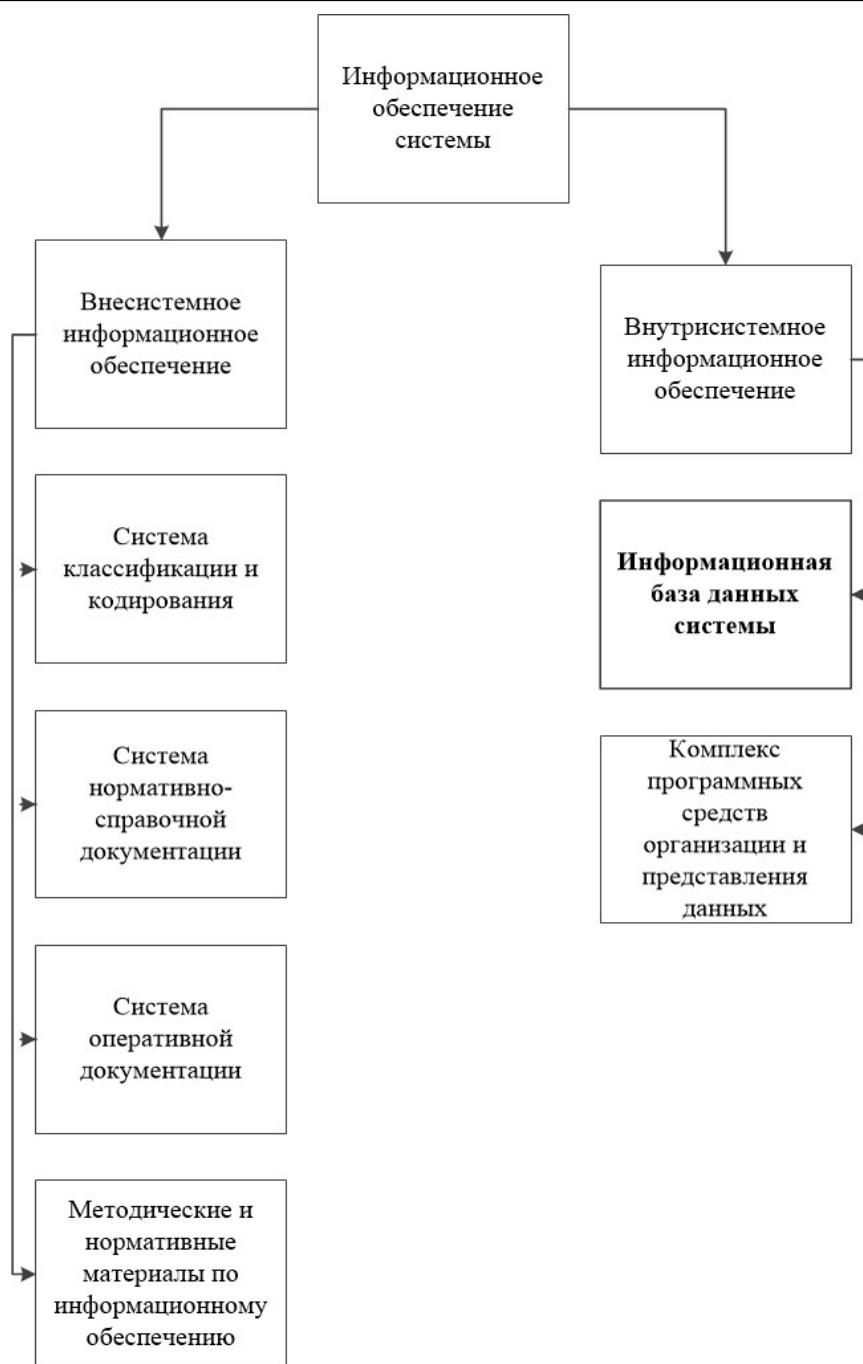 Информационное
обеспечение
системы
Внесистемное
информационное
обеспечение
Внутрисистемное
информационное
обеспечение
Система
классификации и
кодирования
Информационная
база данных
системы
Система
нормативно-
справочной
документации
Комплекс
программных
средств
организации и
представления
данных
Система
оперативной
документации
Методические и
нормативные
материалы по
информационному
обеспечению